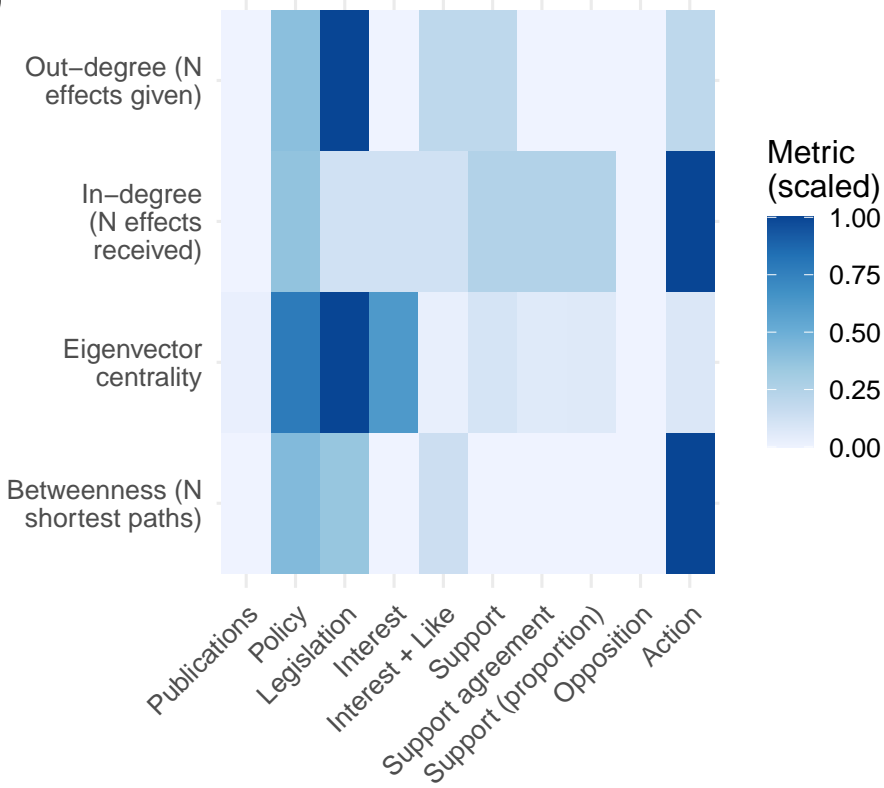 Out−degree (N
effects given)
In−degree
(N effects
received)
Eigenvector
centrality
Betweenness (N
shortest paths)
Publications
Policy
Legislation
Interest
Interest + Like
Support
Support agreement
Support (proportion)
Opposition
Action
Metric
(scaled)
1.00
0.75
0.50
0.25
0.00